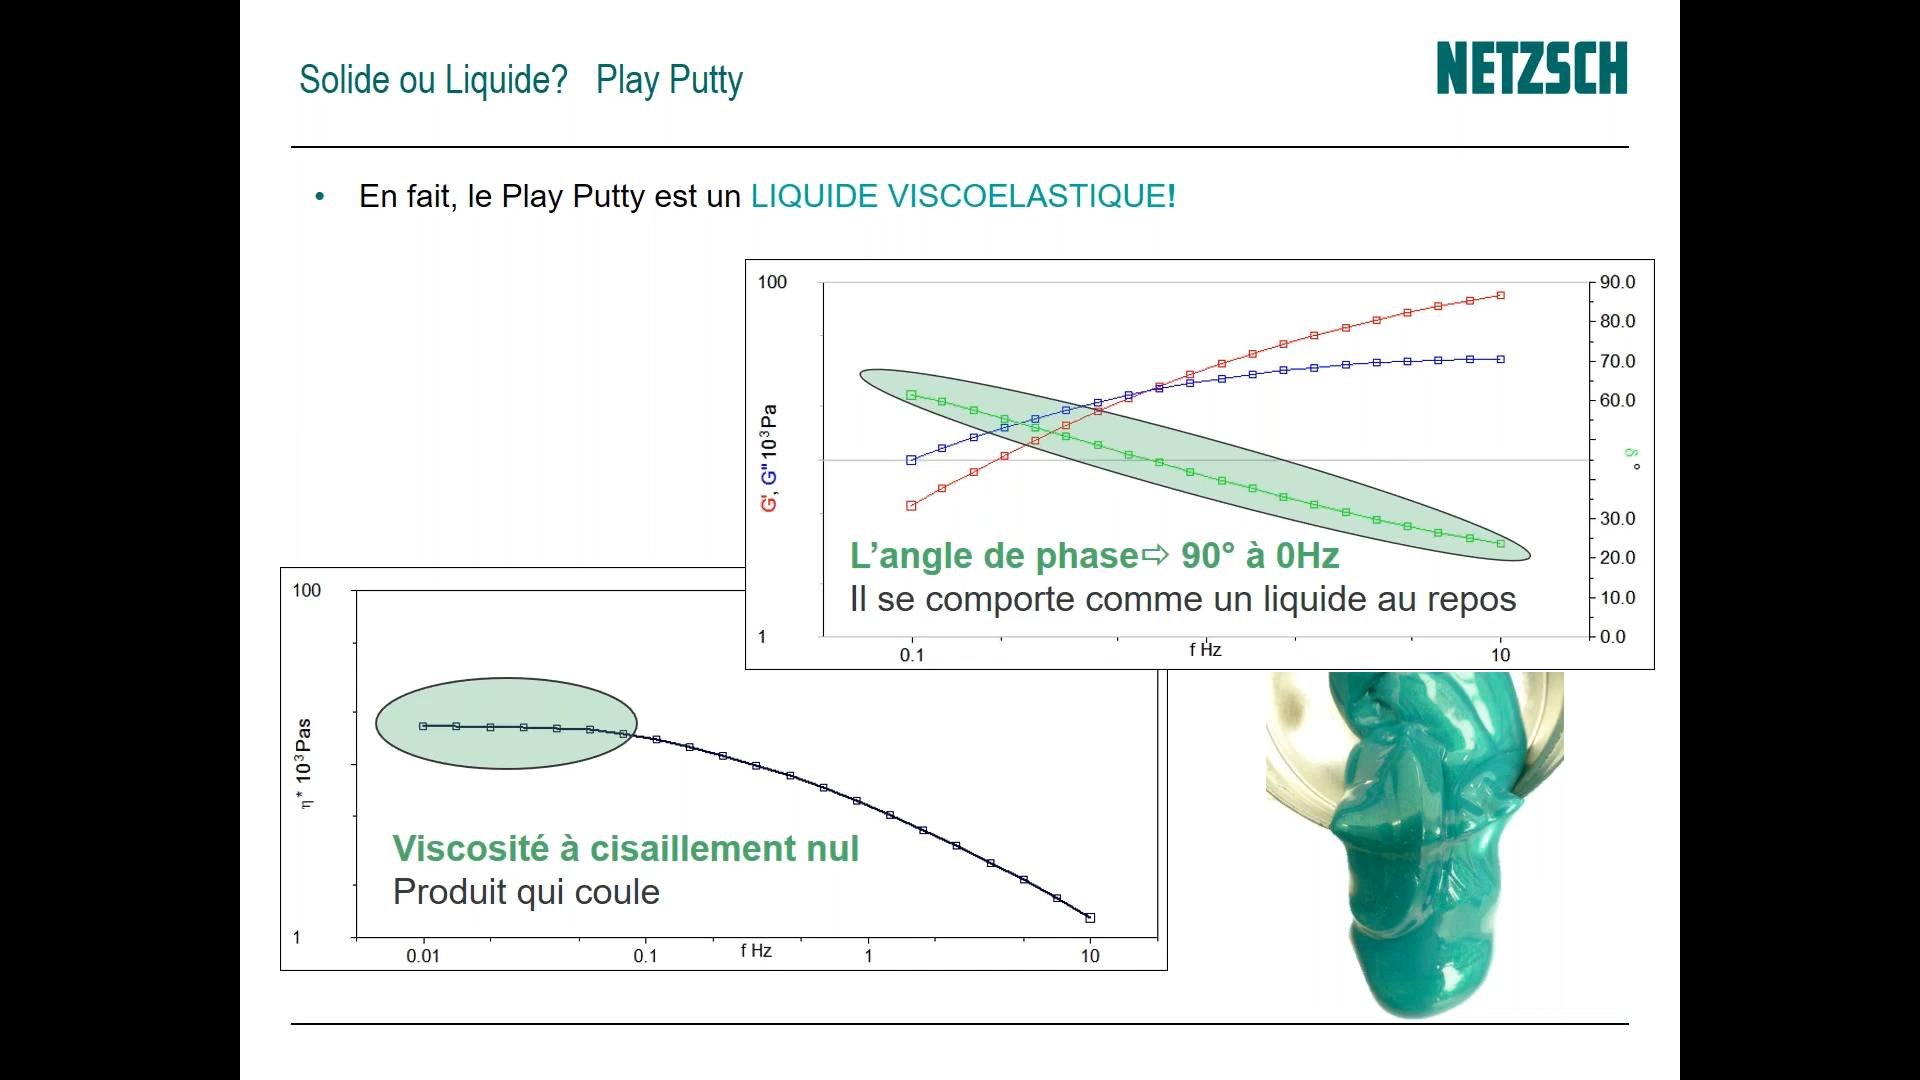 Solide ou Liquide? Play Putty
NETZSCH
• En fait, le Play Putty est un LIQUIDE VISCOELASTIQUE!
100
1
G', G" 10³Pa
0.1
f Hz
10
90.0
80.0
70.0
60.0
30.0
20.0
10.0
0.0
δ °
L’angle de phase⇨ 90° à 0Hz
Il se comporte comme un liquide au repos
100
1
η* 10³Pas
0.01
0.1
f Hz
1
10
Viscosité à cisaillement nul
Produit qui coule